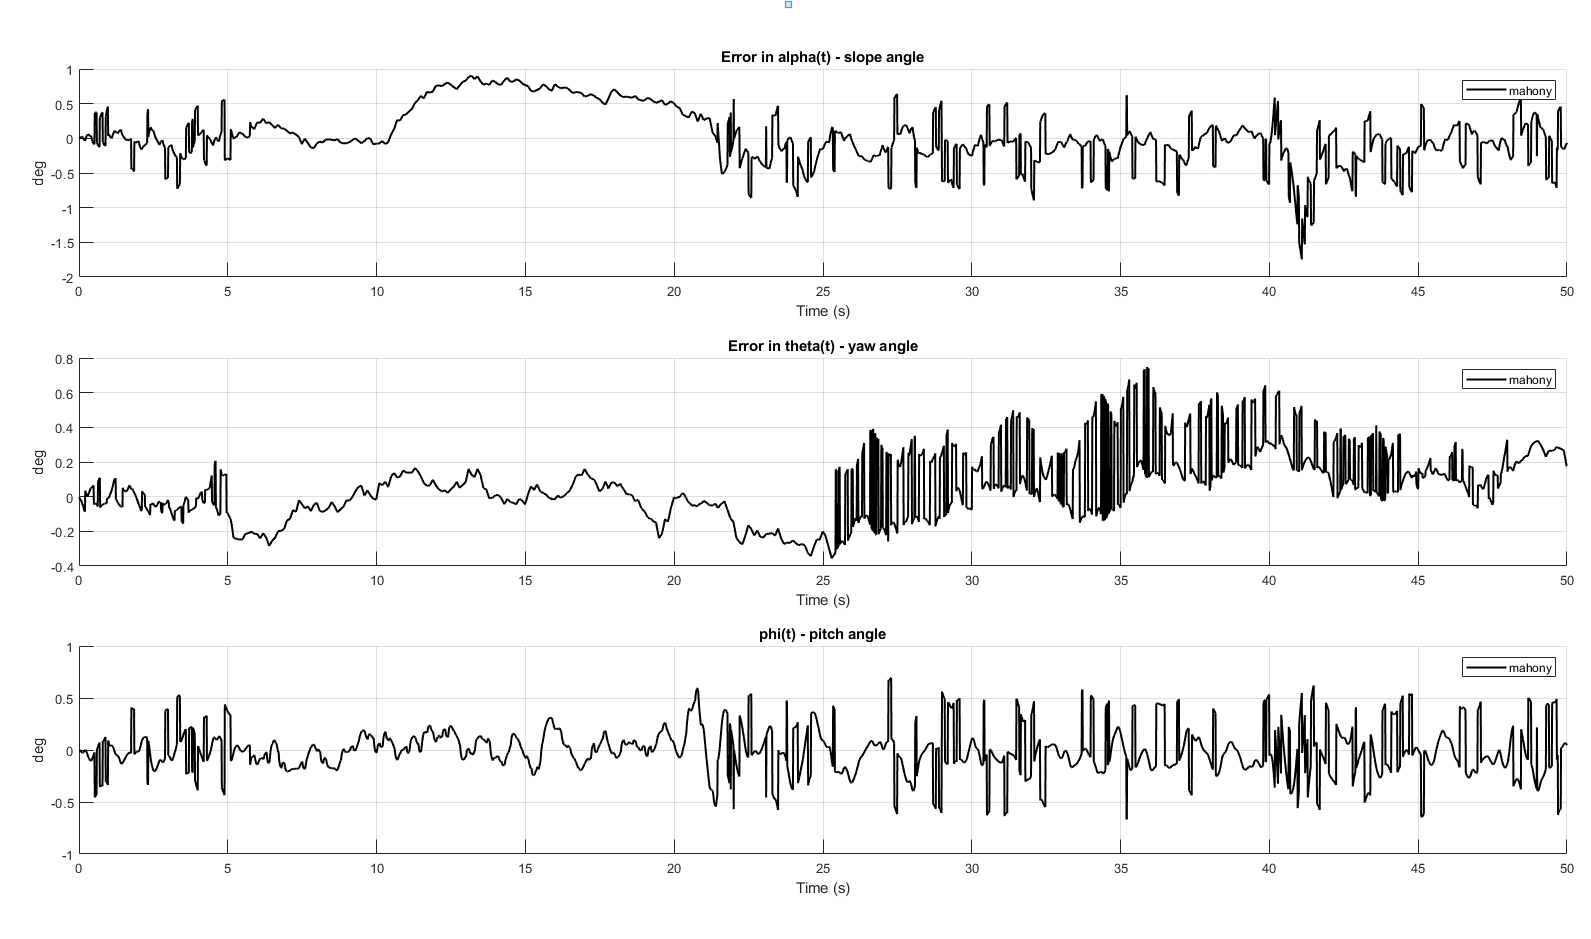 Error in alpha(t) - slope angle
1
0.5
0
-0.5
-1
-1.5
-2
deg
mahony
0 5 10 15 20 25 30 35 40 45 50
Time (s)
Error in theta(t) - yaw angle
0.8
0.6
0.4
0.2
0
-0.2
-0.4
deg
mahony
0 5 10 15 20 25 30 35 40 45 50
Time (s)
phi(t) - pitch angle
1
0.5
0
-0.5
-1
deg
mahony
0 5 10 15 20 25 30 35 40 45 50
Time (s)